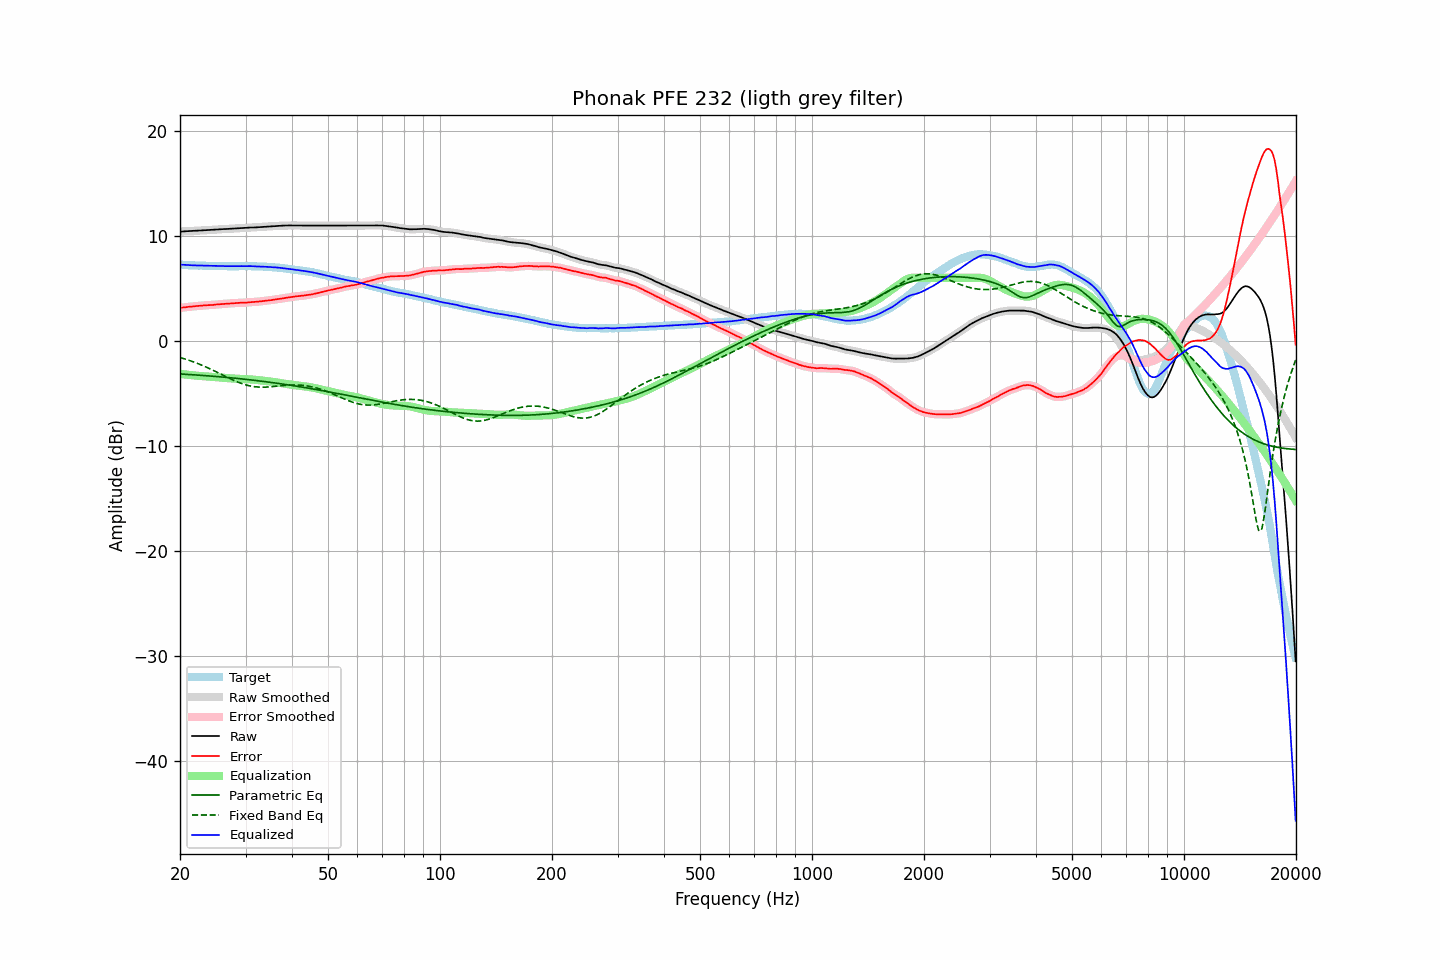 Phonak PFE 232 (ligth grey filter)
20
10
0
−10
−20
−30
−40
Amplitude (dBr)
Target
Raw Smoothed
Error Smoothed
Raw
Error
Equalization
Parametric Eq
Fixed Band Eq
Equalized
20 50 100 200 500 1000 2000 5000 10000 20000
Frequency (Hz)